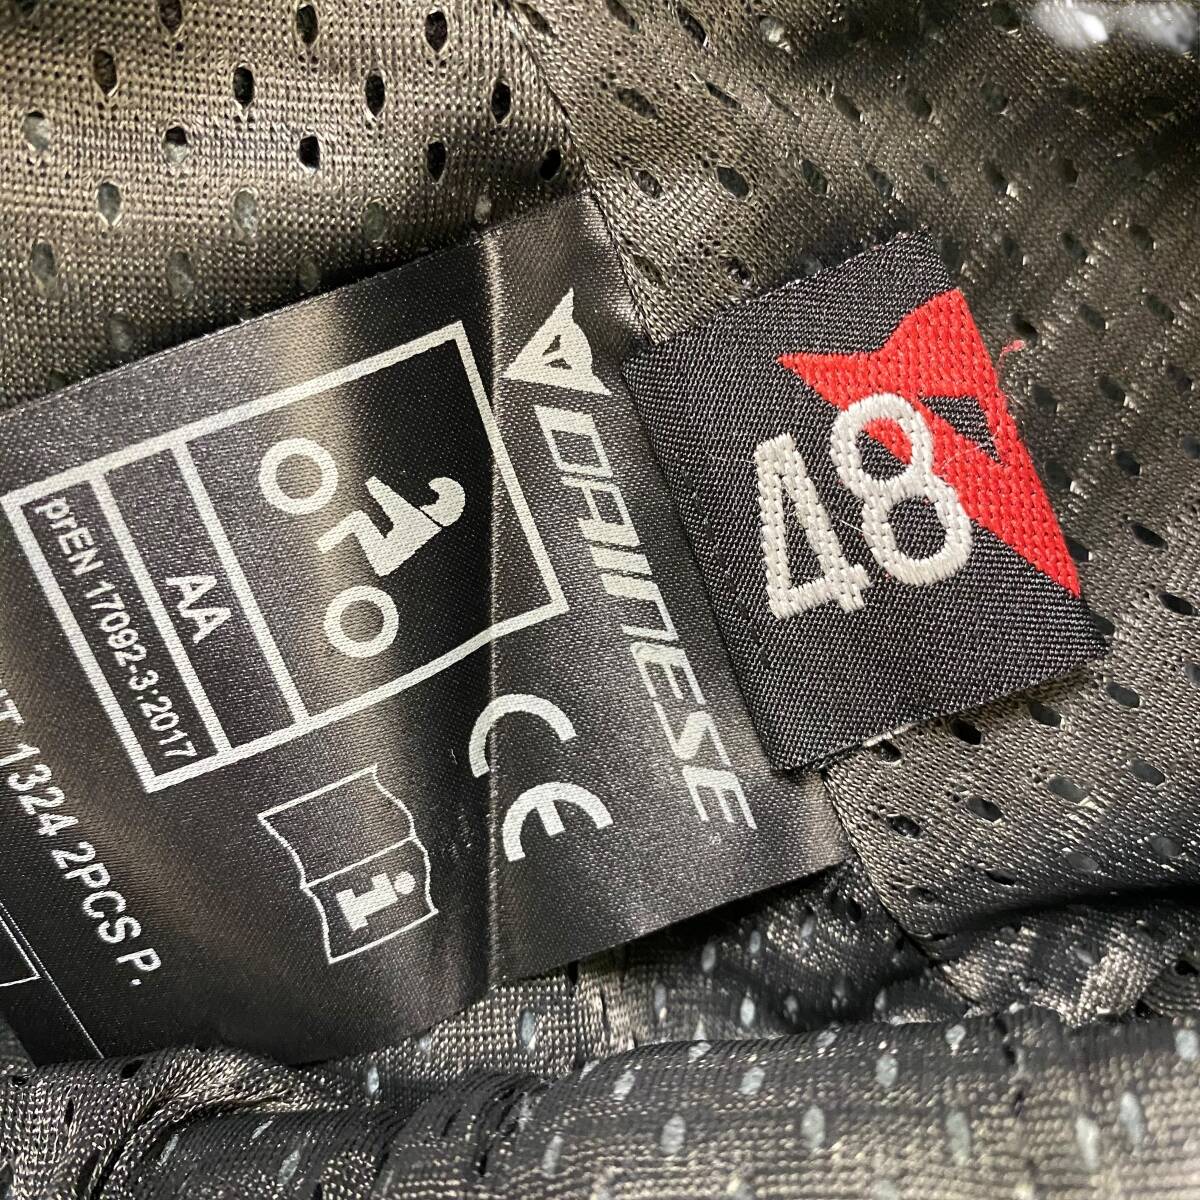 DAINESE
CE
AA
prEN 17092-3:2017
1324 2PCS P.
i
48